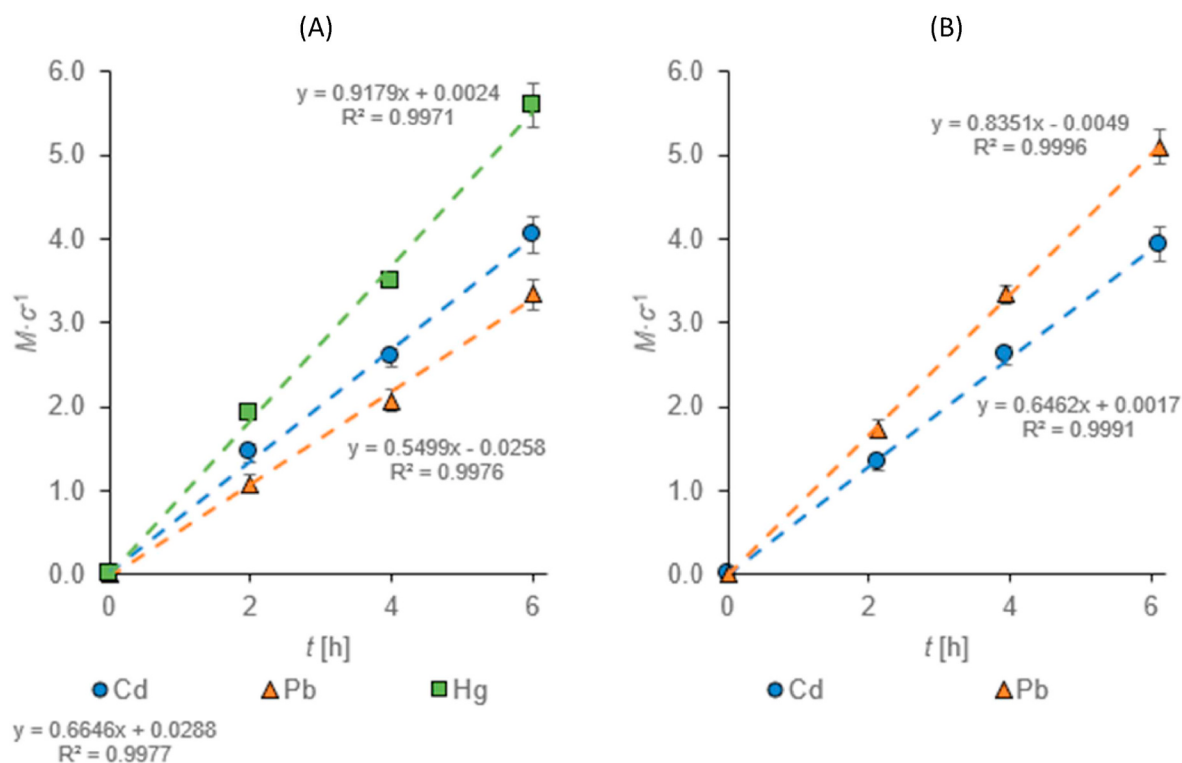 (A)
6.0
5.0
4.0
3.0
2.0
1.0
0.0
M·c⁻¹
y = 0.9179x + 0.0024
R² = 0.9971
y = 0.5499x - 0.0258
R² = 0.9976
0 2 4 6
t [h]
Cd Pb Hg
y = 0.6646x + 0.0288
R² = 0.9977
(B)
6.0
5.0
4.0
3.0
2.0
1.0
0.0
M·c⁻¹
y = 0.8351x - 0.0049
R² = 0.9996
y = 0.6462x + 0.0017
R² = 0.9991
0 2 4 6
t [h]
Cd Pb